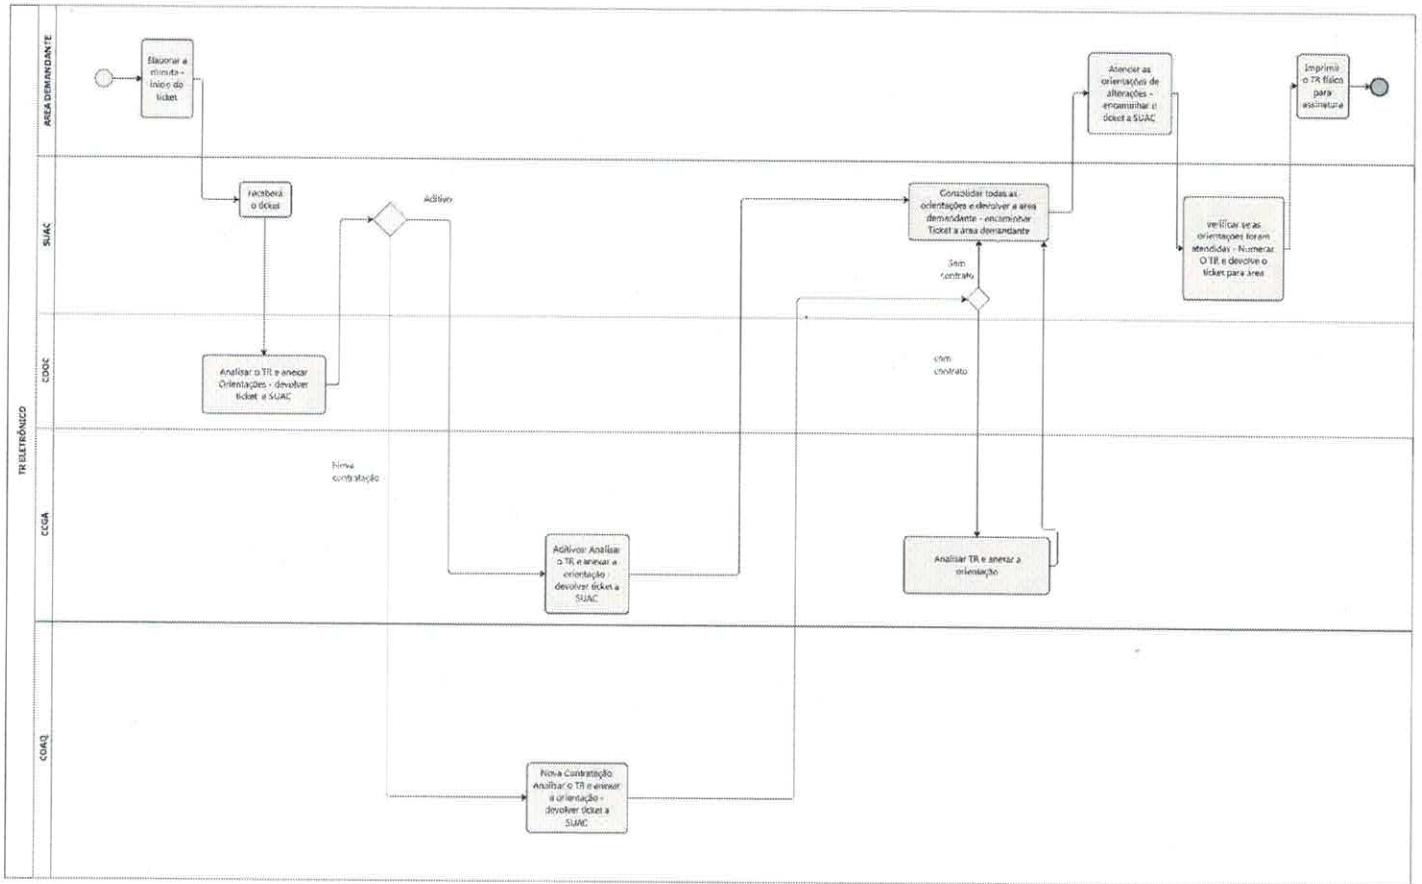 TR ELETRÔNICO
AREA DEMANDANTE
Elaborar a
minuta -
inicio do
ticket
Atender as
orientações de
alterações -
encaminhar o
ticket a SUAC
Imprimir
o TR físico
para
assinatura
SUAC
receberá
o ticket
Aditivo
Consolidar todas as
orientações e devolver a area
demandante - encaminhar
Ticket a área demandante
verificar se as
orientações foram
atendidas - Numerar
O TR e devolve o
ticket para área
Sem
contrato
com
contrato
Analisar o TR e anexar
Orientações - devolver
ticket a SUAC
Nova
contratação
CCGA
Aditivos: Analisar
o TR e anexar a
orientação -
devolver ticket a
SUAC
Analisar TR e anexar a
orientação
COAQ
Nova Contratação:
Analisar o TR e anexar
a orientação -
devolver ticket a
SUAC